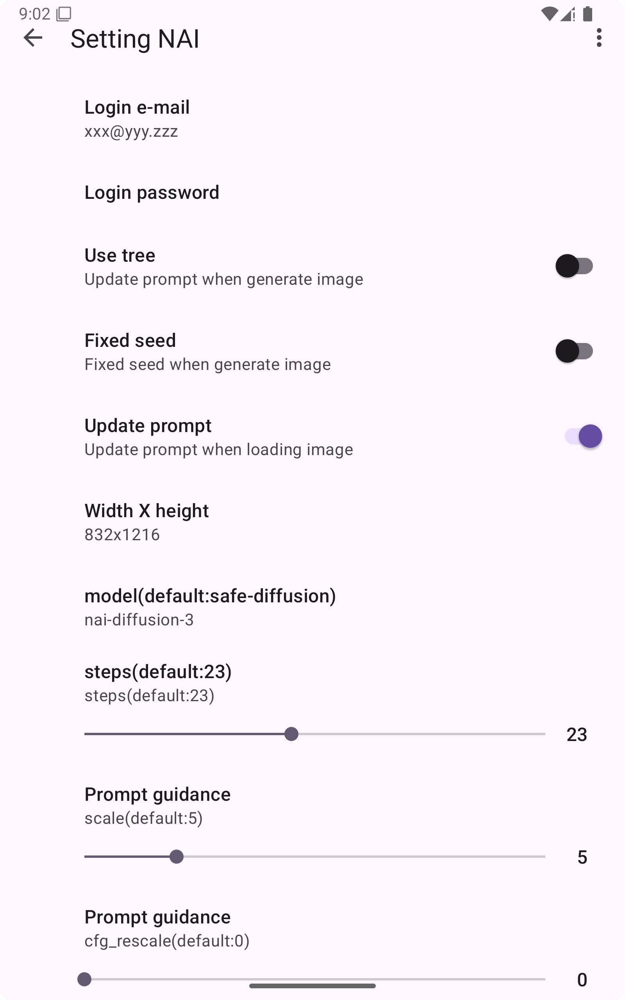 9:02
Setting NAI
Login e-mail
xxx@yyy.zzz
Login password
Use tree
Update prompt when generate image
Fixed seed
Fixed seed when generate image
Update prompt
Update prompt when loading image
Width X height
832x1216
model(default:safe-diffusion)
nai-diffusion-3
steps(default:23)
steps(default:23)
23
Prompt guidance
scale(default:5)
5
Prompt guidance
cfg_rescale(default:0)
0